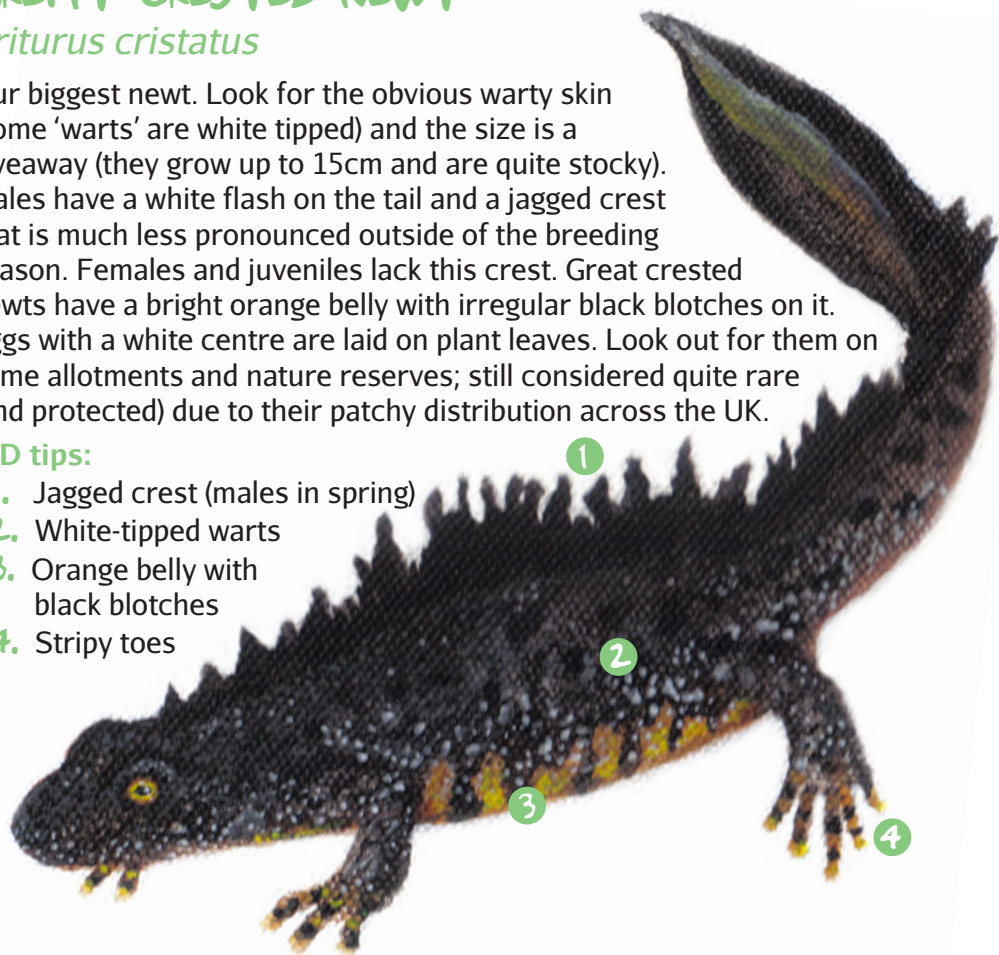 CRESTED NEWT
riturus cristatus
ur biggest newt. Look for the obvious warty skin
ome ‘warts’ are white tipped) and the size is a
veaway (they grow up to 15cm and are quite stocky).
ales have a white flash on the tail and a jagged crest
at is much less pronounced outside of the breeding
ason. Females and juveniles lack this crest. Great crested
wts have a bright orange belly with irregular black blotches on it.
ggs with a white centre are laid on plant leaves. Look out for them on
me allotments and nature reserves; still considered quite rare
nd protected) due to their patchy distribution across the UK.
D tips:
. Jagged crest (males in spring)
2. White-tipped warts
3. Orange belly with
black blotches
4. Stripy toes
1
2
3
4